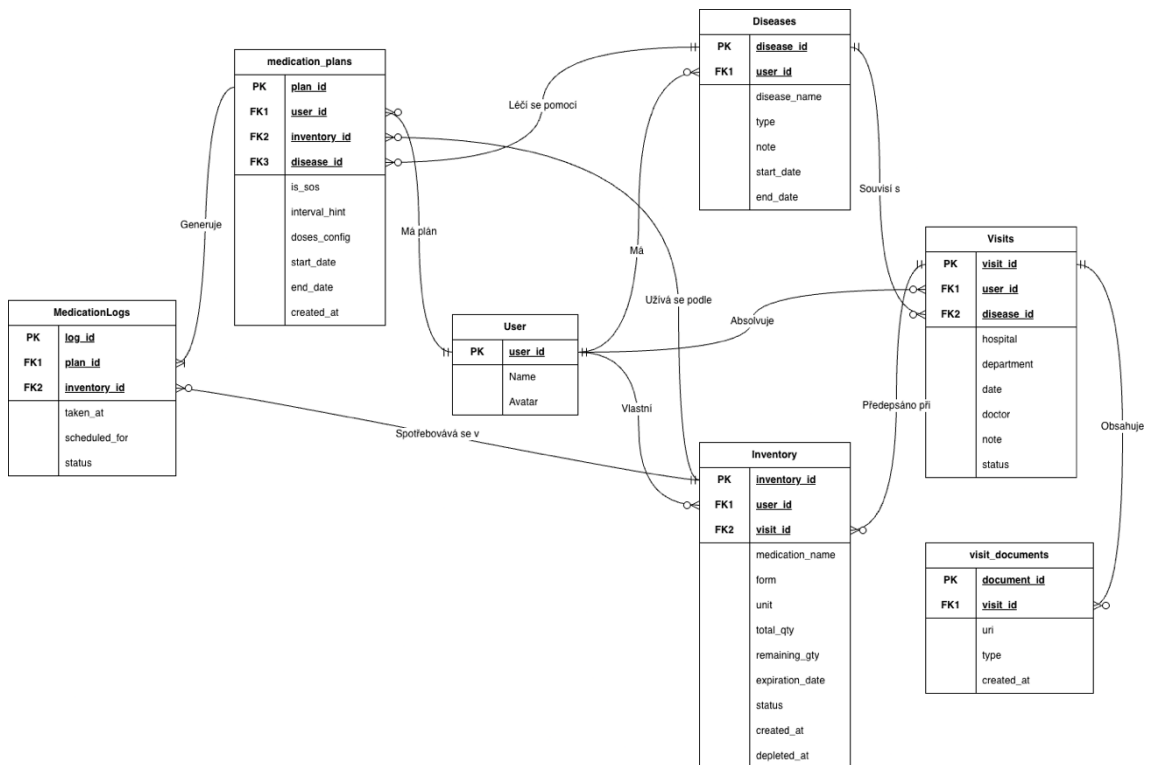 Diseases
PK disease_id
FK1 user_id
disease_name
type
note
start_date
end_date
medication_plans
PK plan_id
FK1 user_id
FK2 inventory_id
FK3 disease_id
is_sos
interval_hint
doses_config
start_date
end_date
created_at
Léčí se pomocí
Souvisí s
Generuje
Má plán
Má
Užívá se podle
Absolvuje
Visits
PK visit_id
FK1 user_id
FK2 disease_id
hospital
department
date
doctor
note
status
MedicationLogs
PK log_id
FK1 plan_id
FK2 inventory_id
taken_at
scheduled_for
status
User
PK user_id
Name
Avatar
Vlastní
Předepsáno při
Obsahuje
Spotřebovává se v
Inventory
PK inventory_id
FK1 user_id
FK2 visit_id
medication_name
form
unit
total_qty
remaining_gty
expiration_date
status
created_at
depleted_at
visit_documents
PK document_id
FK1 visit_id
uri
type
created_at